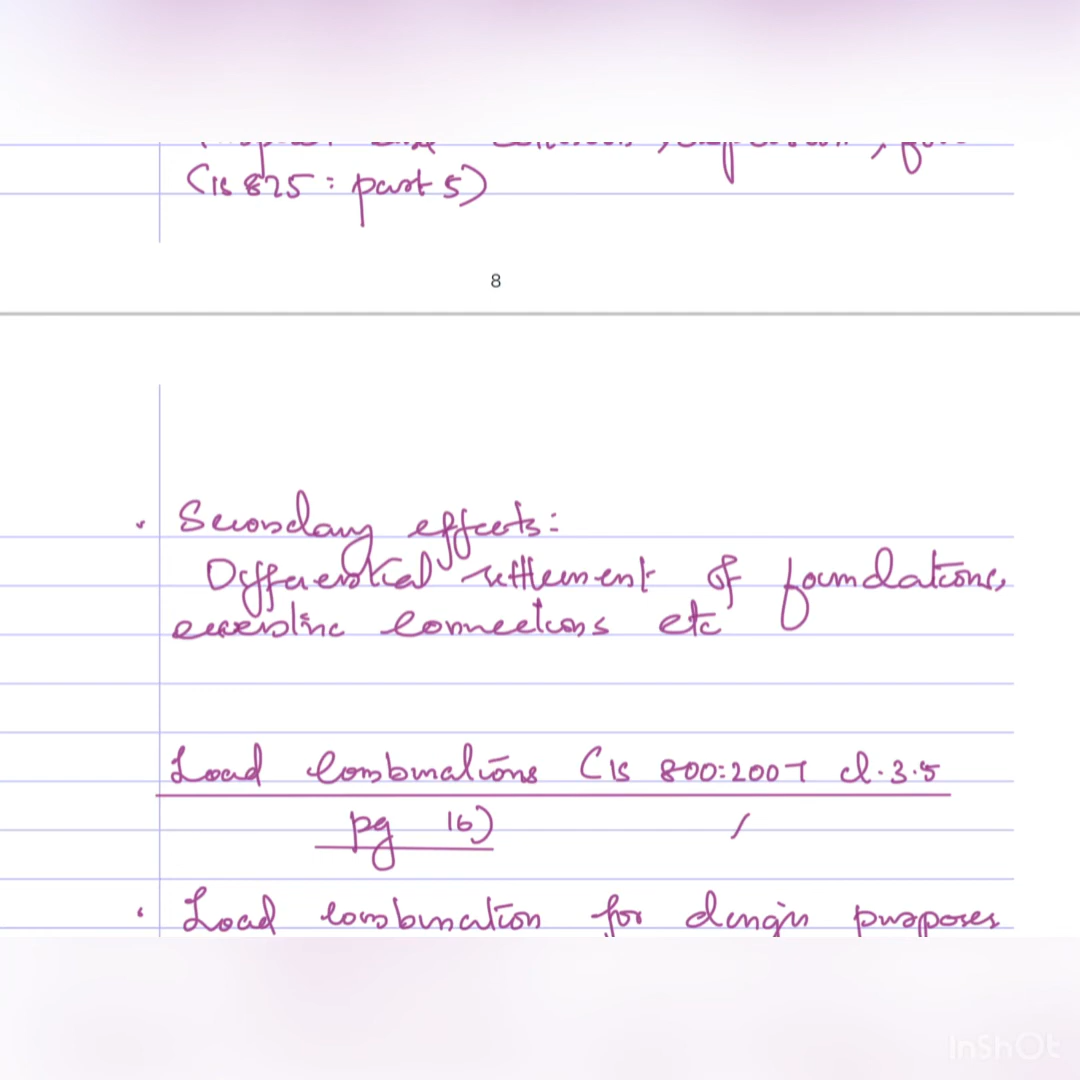 (IS 825 : part 5)
8
Secondary effects:
Differential settlement of foundations,
eccentric connections etc
Load combinations (IS 800:2007 cl.3.5
pg 16)
Load combination for design purposes
InShOt